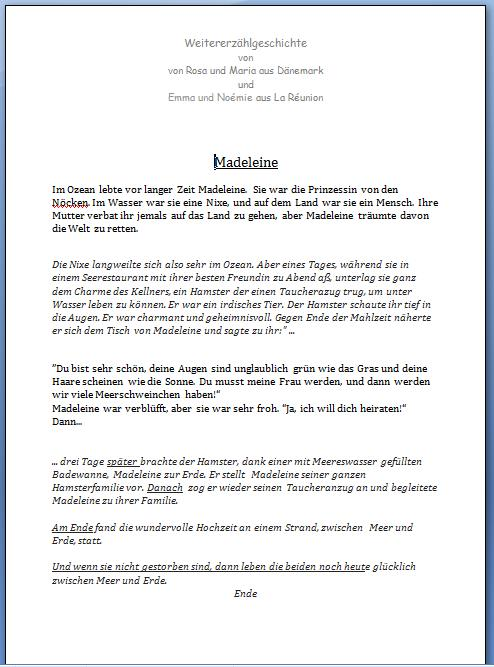 Weitererzählgeschichte
von
von Rosa und Maria aus Dänemark
und
Emma und Noémie aus La Réunion
Madeleine
Im Ozean lebte vor langer Zeit Madeleine. Sie war die Prinzessin von den
Nöcken. Im Wasser war sie eine Nixe, und auf dem Land war sie ein Mensch. Ihre
Mutter verbat ihr jemals auf das Land zu gehen, aber Madeleine träumte davon
die Welt zu retten.
Die Nixe langweilte sich also sehr im Ozean. Aber eines Tages, während sie in
einem Seerestaurant mit ihrer besten Freundin zu Abend aß, unterlag sie ganz
dem Charme des Kellners, ein Hamster der einen Taucheranzug trug, um unter
Wasser leben zu können. Er war ein irdisches Tier. Der Hamster schaute ihr tief in
die Augen. Er war charmant und geheimnisvoll. Gegen Ende der Mahlzeit näherte
er sich dem Tisch von Madeleine und sagte zu ihr:" ...
"Du bist sehr schön, deine Augen sind unglaublich grün wie das Gras und deine
Haare scheinen wie die Sonne. Du musst meine Frau werden, und dann werden
wir viele Meerschweinchen haben!"
Madeleine war verblüfft, aber sie war sehr froh. "Ja, ich will dich heiraten!"
Dann...
... drei Tage später brachte der Hamster, dank einer mit Meereswasser gefüllten
Badewanne, Madeleine zur Erde. Er stellt Madeleine seiner ganzen
Hamsterfamilie vor. Danach zog er wieder seinen Taucheranzug an und begleitete
Madeleine zu ihrer Familie.
Am Ende fand die wundervolle Hochzeit an einem Strand, zwischen Meer und
Erde, statt.
Und wenn sie nicht gestorben sind, dann leben die beiden noch heute glücklich
zwischen Meer und Erde.
Ende